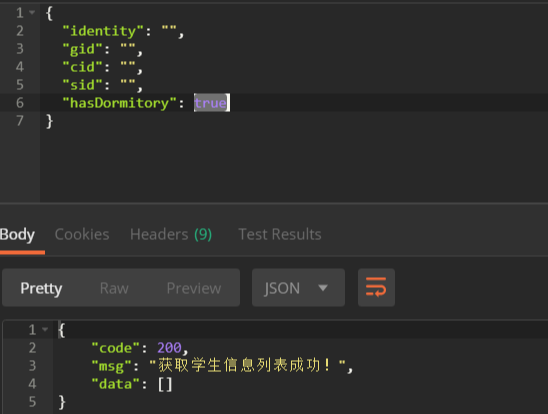 1 {
2 "identity": "",
3 "gid": "",
4 "cid": "",
5 "sid": "",
6 "hasDormitory": true
7 }
Body Cookies Headers (9) Test Results
Pretty Raw Preview JSON
1 {
2 "code": 200,
3 "msg": "获取学生信息列表成功！",
4 "data": []
5 }